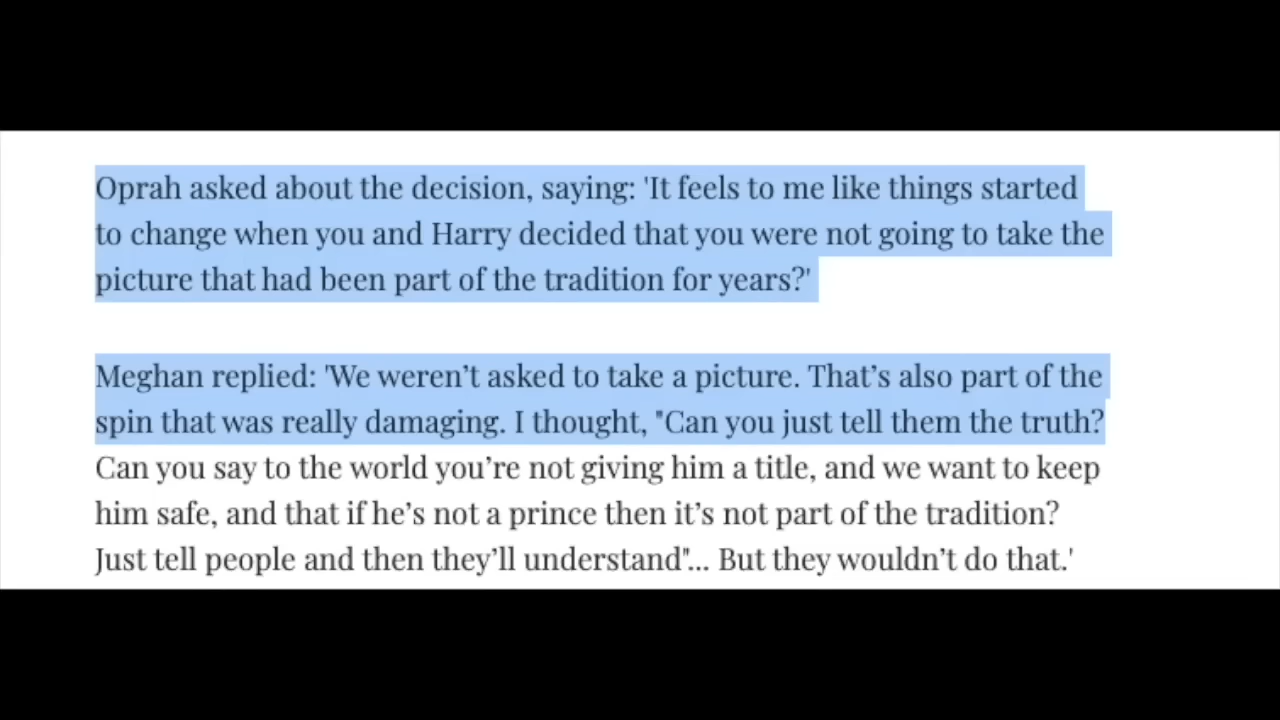 Oprah asked about the decision, saying: 'It feels to me like things started
to change when you and Harry decided that you were not going to take the
picture that had been part of the tradition for years?'
Meghan replied: 'We weren’t asked to take a picture. That’s also part of the
spin that was really damaging. I thought, "Can you just tell them the truth?
Can you say to the world you’re not giving him a title, and we want to keep
him safe, and that if he’s not a prince then it’s not part of the tradition?
Just tell people and then they’ll understand"... But they wouldn’t do that.'